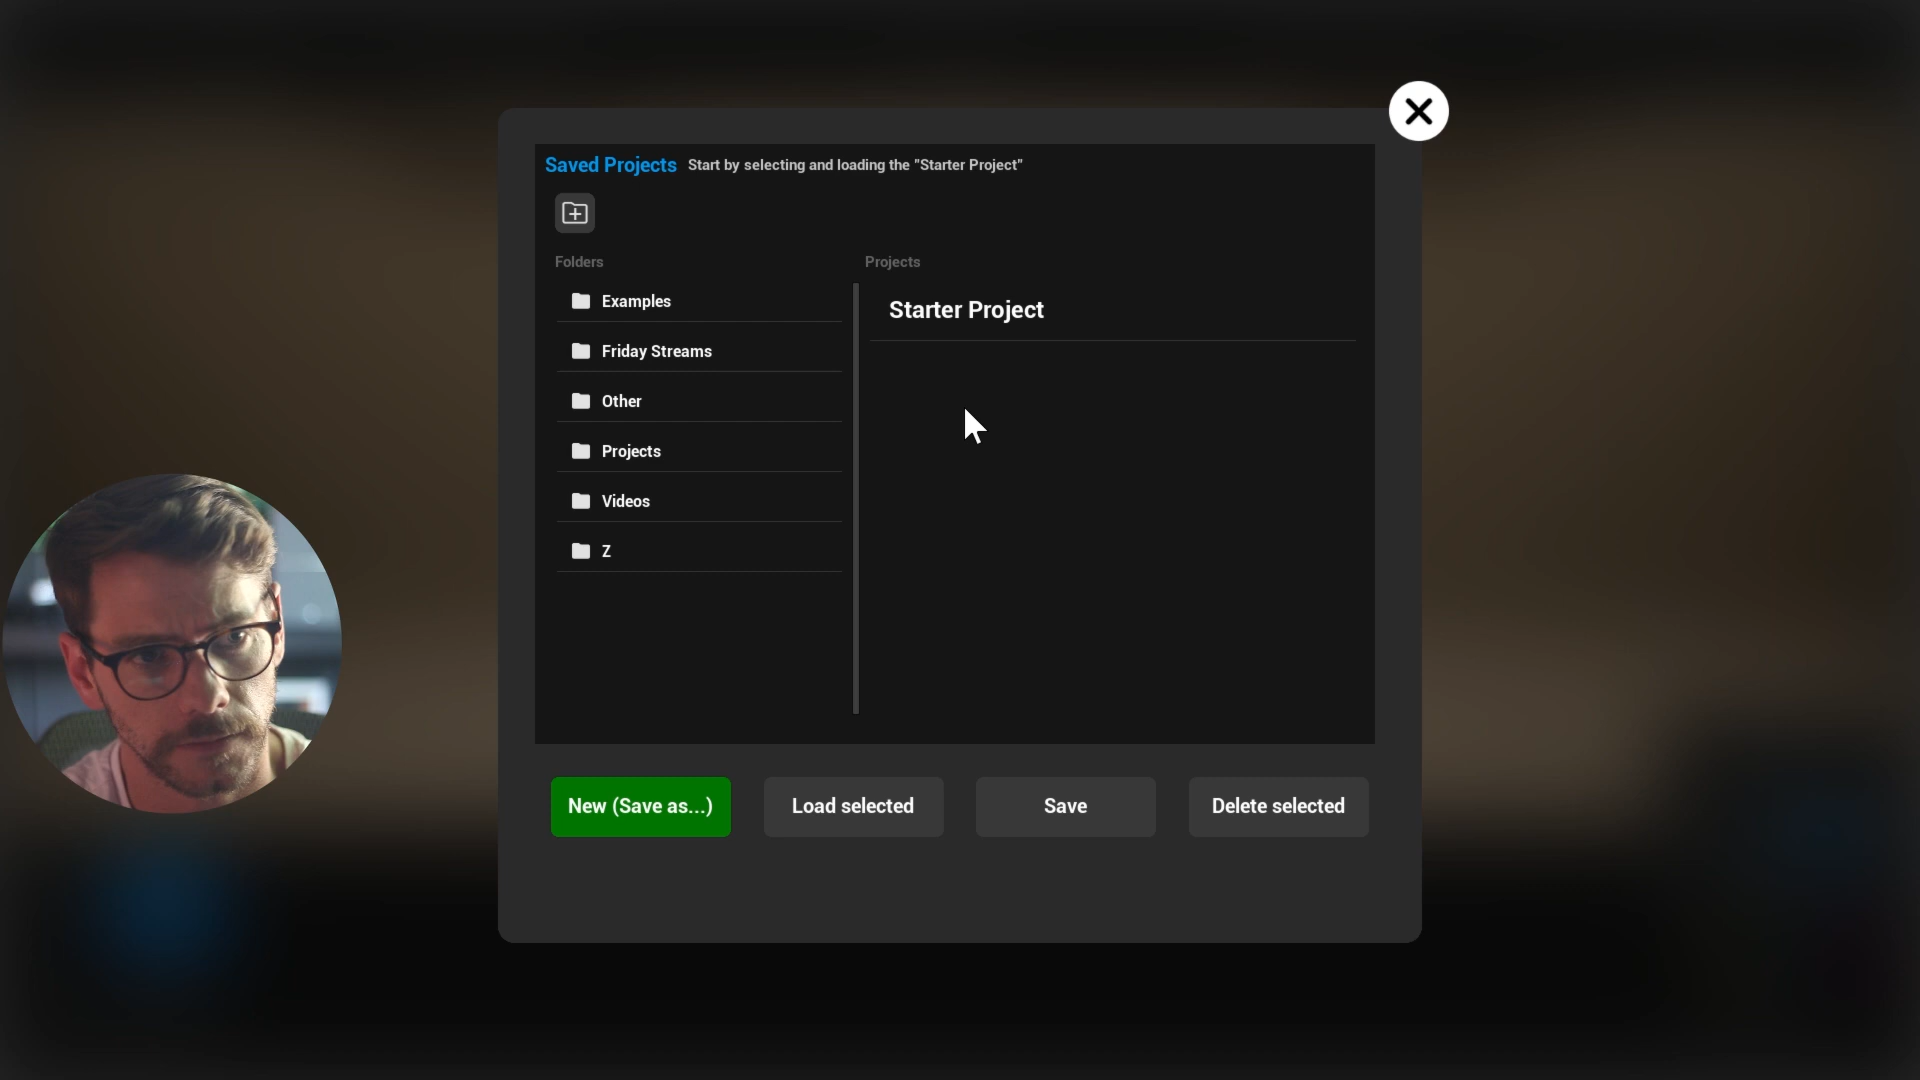 Saved Projects Start by selecting and loading the "Starter Project"
Folders Projects
Examples
Starter Project
Friday Streams
Other
Projects
Videos
Z
New (Save as...) Load selected Save Delete selected